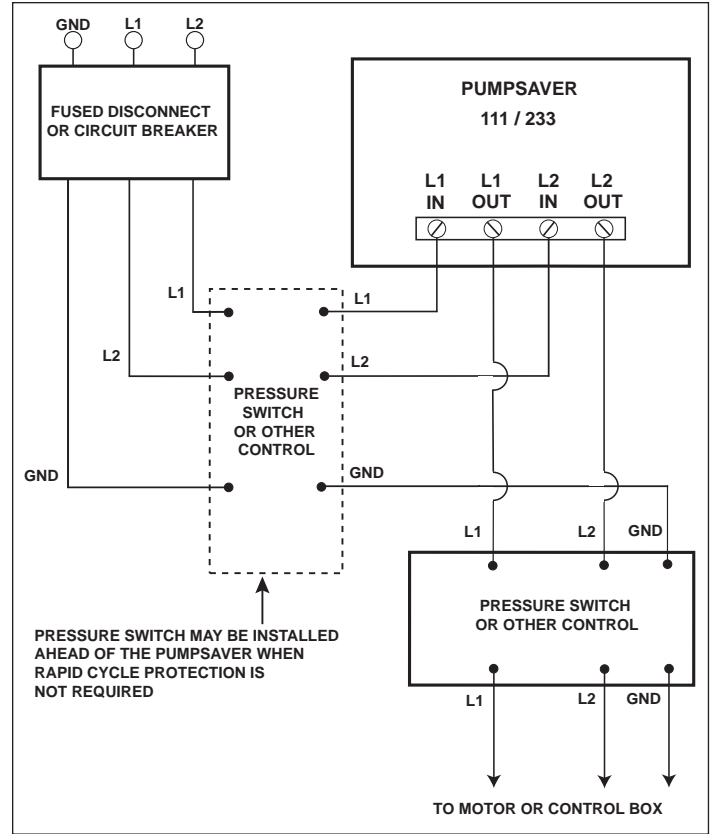 GND L1 L2
FUSED DISCONNECT
OR CIRCUIT BREAKER
PUMPSAVER
111 / 233
L1 L1 L2 L2
IN OUT IN OUT
L1
L1
L2
L2
PRESSURE
SWITCH
OR OTHER
CONTROL
GND
GND
L1 L2 GND
PRESSURE SWITCH
OR OTHER CONTROL
PRESSURE SWITCH MAY BE INSTALLED
AHEAD OF THE PUMPSAVER WHEN
RAPID CYCLE PROTECTION IS
NOT REQUIRED
L1 L2 GND
TO MOTOR OR CONTROL BOX